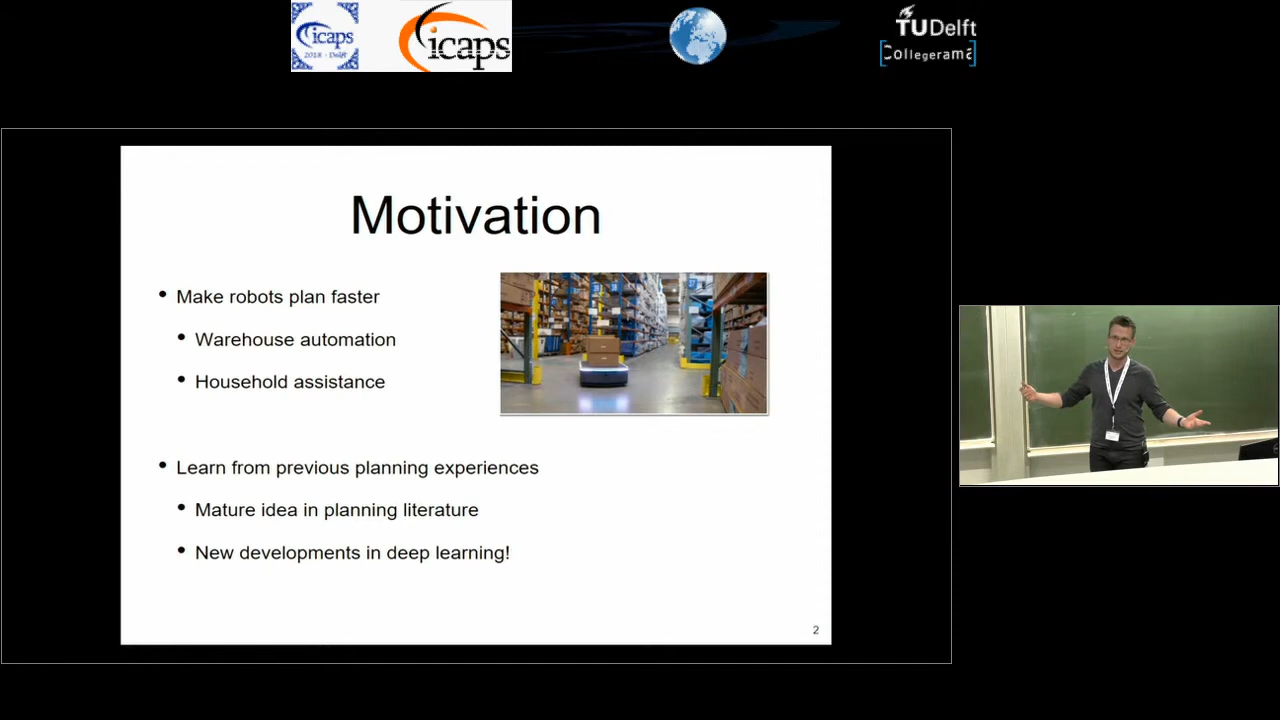 icaps
2018 - Delft
icaps
TUDelft
Collegerama
Motivation
• Make robots plan faster
• Warehouse automation
• Household assistance
• Learn from previous planning experiences
• Mature idea in planning literature
• New developments in deep learning!
2